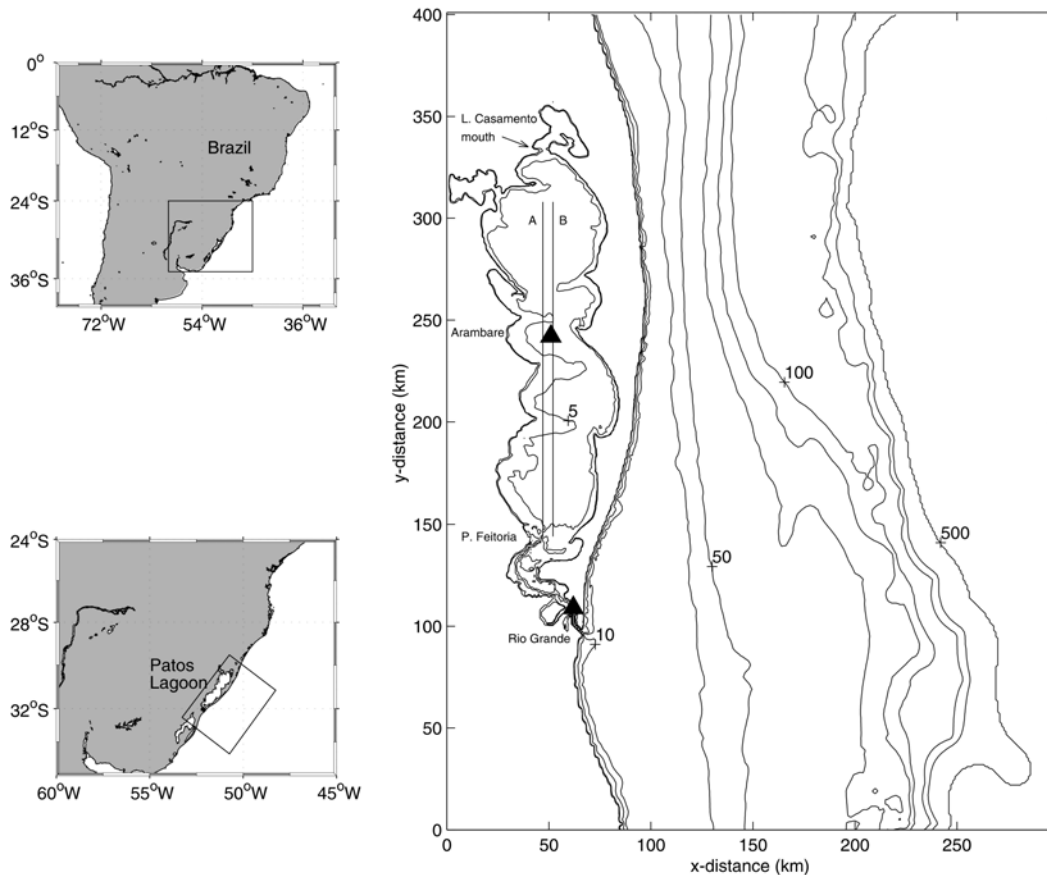 0°
12°S
24°S
36°S
72°W
54°W
36°W
Brazil
24°S
28°S
32°S
60°W
55°W
50°W
45°W
Patos
Lagoon
400
350
300
250
200
150
100
50
0
y-distance (km)
L. Casamento
mouth
A
B
Arambare
5
P. Feitoria
Rio Grande
10
50
100
500
0
50
100
150
200
250
x-distance (km)